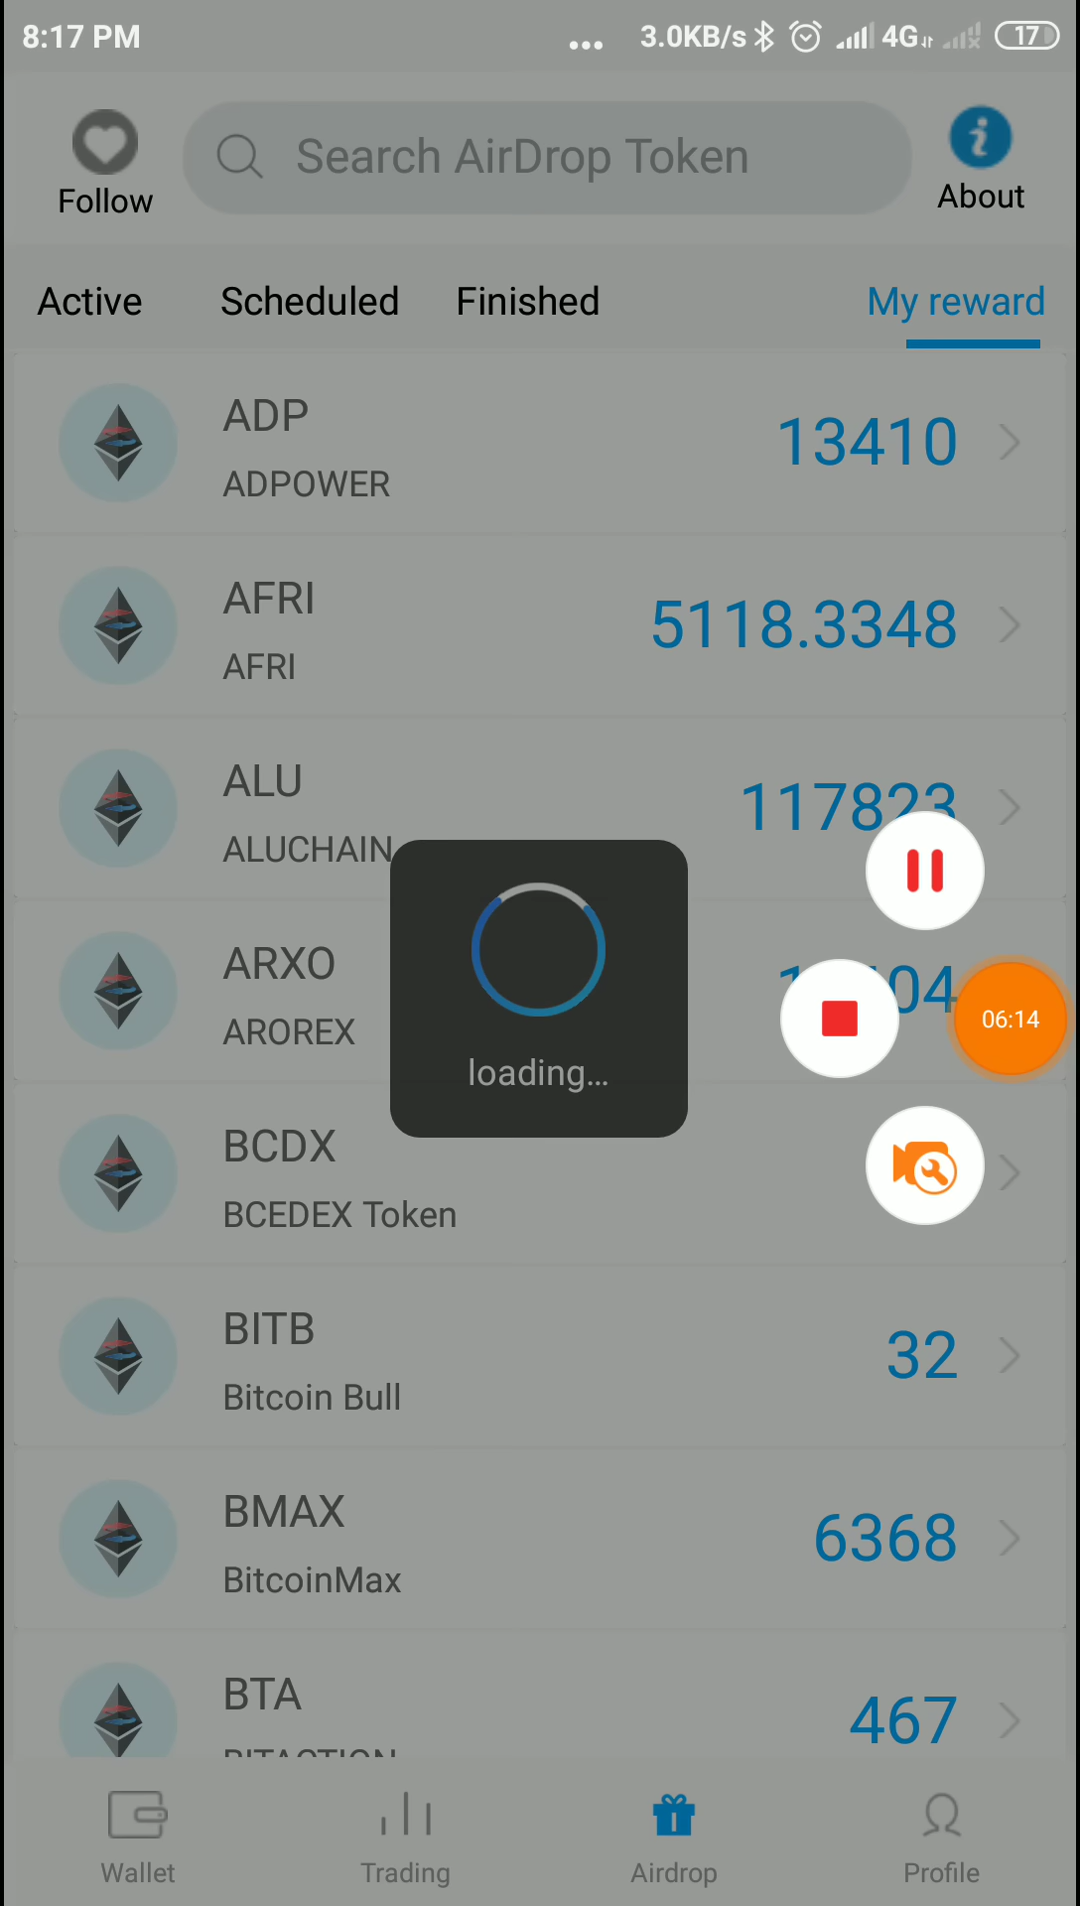 8:17 PM
... 3.0KB/s 4G 17
Follow
Search AirDrop Token
About
Active Scheduled Finished My reward
ADP
13410
ADPOWER
AFRI
5118.3348
AFRI
ALU
117823
ALUCHAIN
ARXO
AROREX
06:14
loading...
BCDX
BCEDEX Token
BITB
32
Bitcoin Bull
BMAX
6368
BitcoinMax
BTA
467
BITACTION
Wallet Trading Airdrop Profile